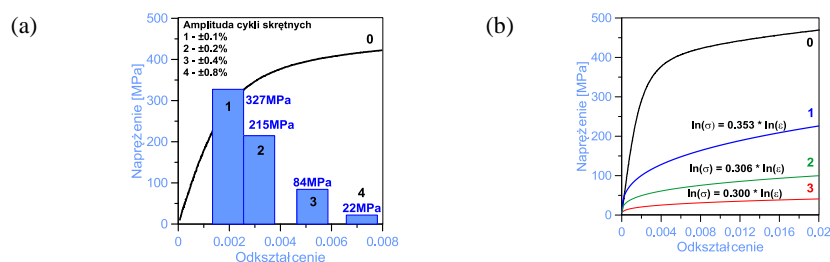 (a)
Naprężenie [MPa]
500
400
300
200
100
0
Amplituda cykli skrętnych
1 - ±0.1%
2 - ±0.2%
3 - ±0.4%
4 - ±0.8%
0
1
327MPa
215MPa
2
84MPa
3
4
22MPa
0
0.002
0.004
0.006
0.008
Odkształcenie
(b)
Naprężenie [MPa]
500
400
300
200
100
0
0
1
ln(σ) = 0.353 * ln(ε)
2
ln(σ) = 0.306 * ln(ε)
3
ln(σ) = 0.300 * ln(ε)
0
0.004
0.008
0.012
0.016
0.02
Odkształcenie